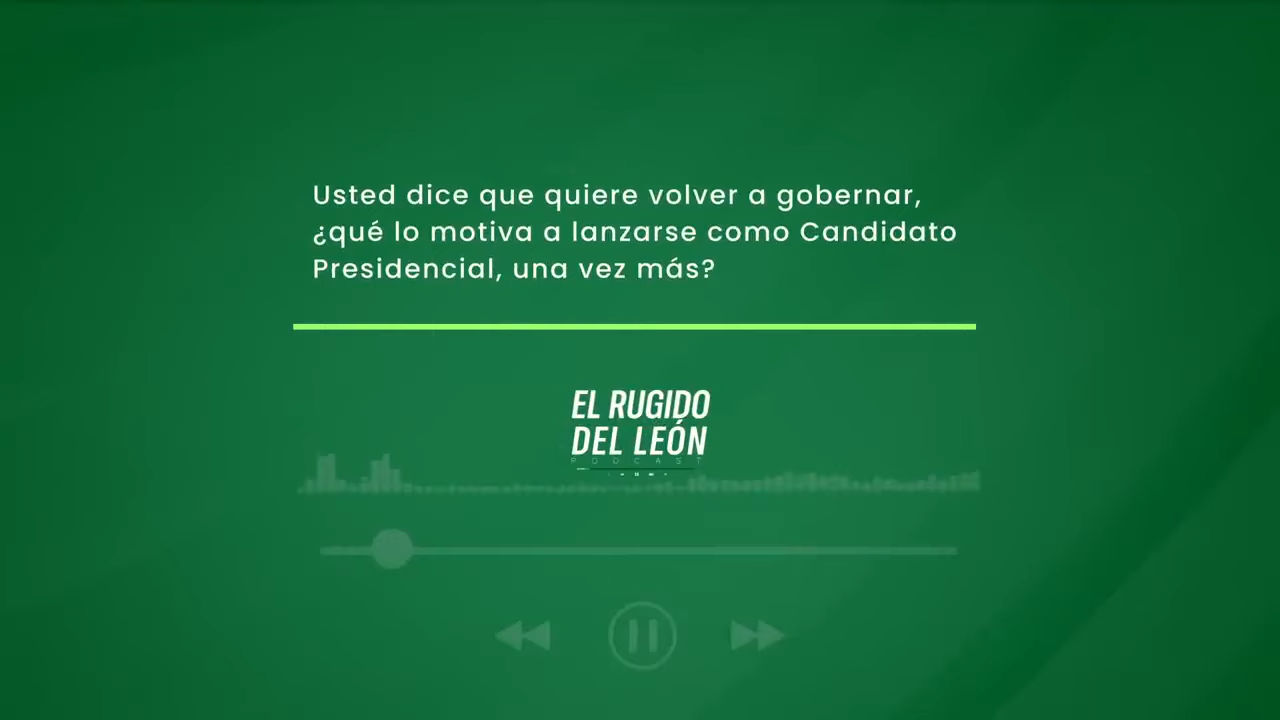 Usted dice que quiere volver a gobernar,
¿qué lo motiva a lanzarse como Candidato
Presidencial, una vez más?
EL RUGIDO
DEL LEÓN
PODCAST